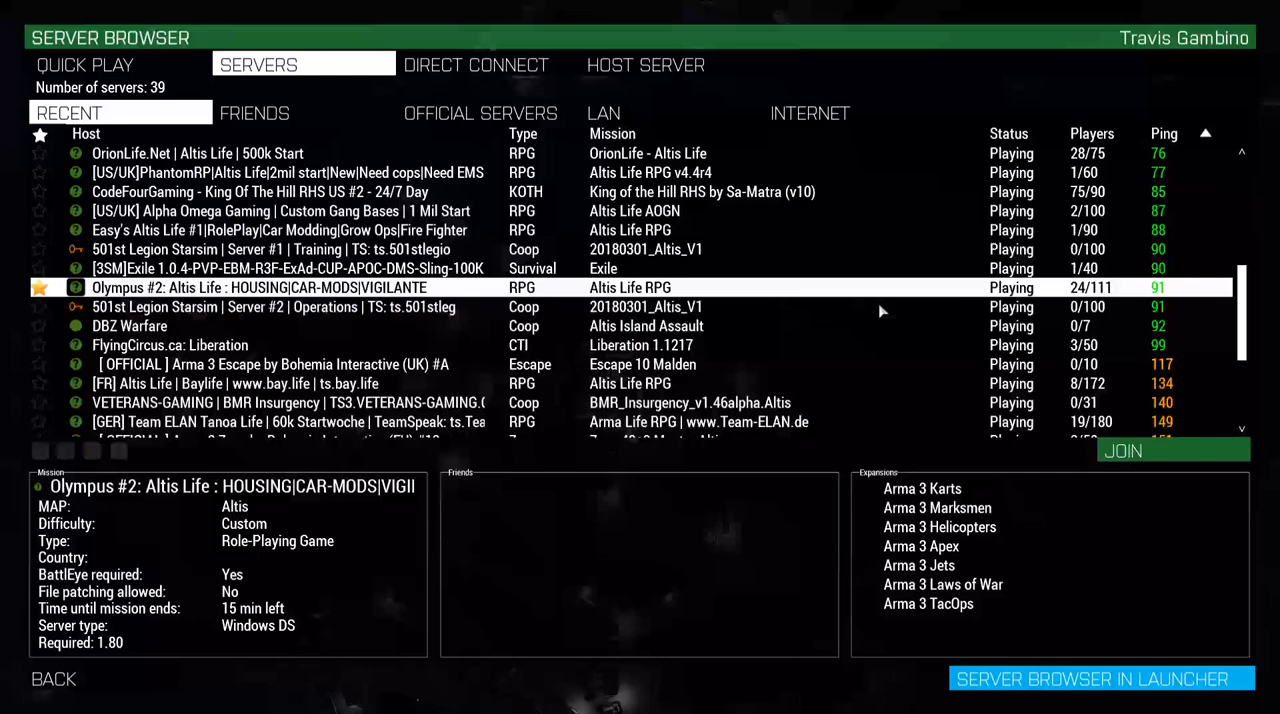 SERVER BROWSER Travis Gambino
QUICK PLAY SERVERS DIRECT CONNECT HOST SERVER
Number of servers: 39
RECENT FRIENDS OFFICIAL SERVERS LAN INTERNET
Host Type Mission Status Players Ping
OrionLife.Net | Altis Life | 500k Start RPG OrionLife - Altis Life Playing 28/75 76
[US/UK]PhantomRP|Altis Life|2mil start|New|Need cops|Need EMS RPG Altis Life RPG v4.4r4 Playing 1/60 77
CodeFourGaming - King Of The Hill RHS US #2 - 24/7 Day KOTH King of the Hill RHS by Sa-Matra (v10) Playing 75/90 85
[US/UK] Alpha Omega Gaming | Custom Gang Bases | 1 Mil Start RPG Altis Life AOGN Playing 2/100 87
Easy's Altis Life #1|RolePlay|Car Modding|Grow Ops|Fire Fighter RPG Altis Life RPG Playing 1/90 88
501st Legion Starsim | Server #1 | Training | TS: ts.501stlegio Coop 20180301_Altis_V1 Playing 0/100 90
[3SM]Exile 1.0.4-PVP-EBM-R3F-ExAd-CUP-APOC-DMS-Sling-100K Survival Exile Playing 1/40 90
Olympus #2: Altis Life : HOUSING|CAR-MODS|VIGILANTE RPG Altis Life RPG Playing 24/111 91
501st Legion Starsim | Server #2 | Operations | TS: ts.501stleg Coop 20180301_Altis_V1 Playing 0/100 91
DBZ Warfare Coop Altis Island Assault Playing 0/7 92
FlyingCircus.ca: Liberation CTI Liberation 1.1217 Playing 3/50 99
[ OFFICIAL ] Arma 3 Escape by Bohemia Interactive (UK) #A Escape Escape 10 Malden Playing 0/10 117
[FR] Altis Life | Baylife | www.bay.life | ts.bay.life RPG Altis Life RPG Playing 8/172 134
VETERANS-GAMING | BMR Insurgency | TS3.VETERANS-GAMING.C Coop BMR_Insurgency_v1.46alpha.Altis Playing 0/31 140
[GER] Team ELAN Tanoa Life | 60k Startwoche | TeamSpeak: ts.Tea RPG Arma Life RPG | www.Team-ELAN.de Playing 19/180 149
JOIN
Mission Friends Expansions
Olympus #2: Altis Life : HOUSING|CAR-MODS|VIGII
MAP: Altis
Difficulty: Custom
Type: Role-Playing Game
Country:
BattlEye required: Yes
File patching allowed: No
Time until mission ends: 15 min left
Server type: Windows DS
Required: 1.80
Arma 3 Karts
Arma 3 Marksmen
Arma 3 Helicopters
Arma 3 Apex
Arma 3 Jets
Arma 3 Laws of War
Arma 3 TacOps
BACK SERVER BROWSER IN LAUNCHER